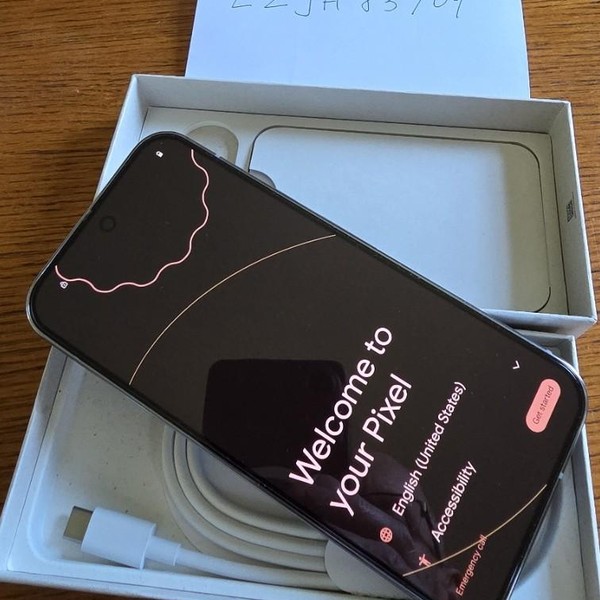 Welcome to
your Pixel
English (United States)
Accessibility
Emergency call
Get started